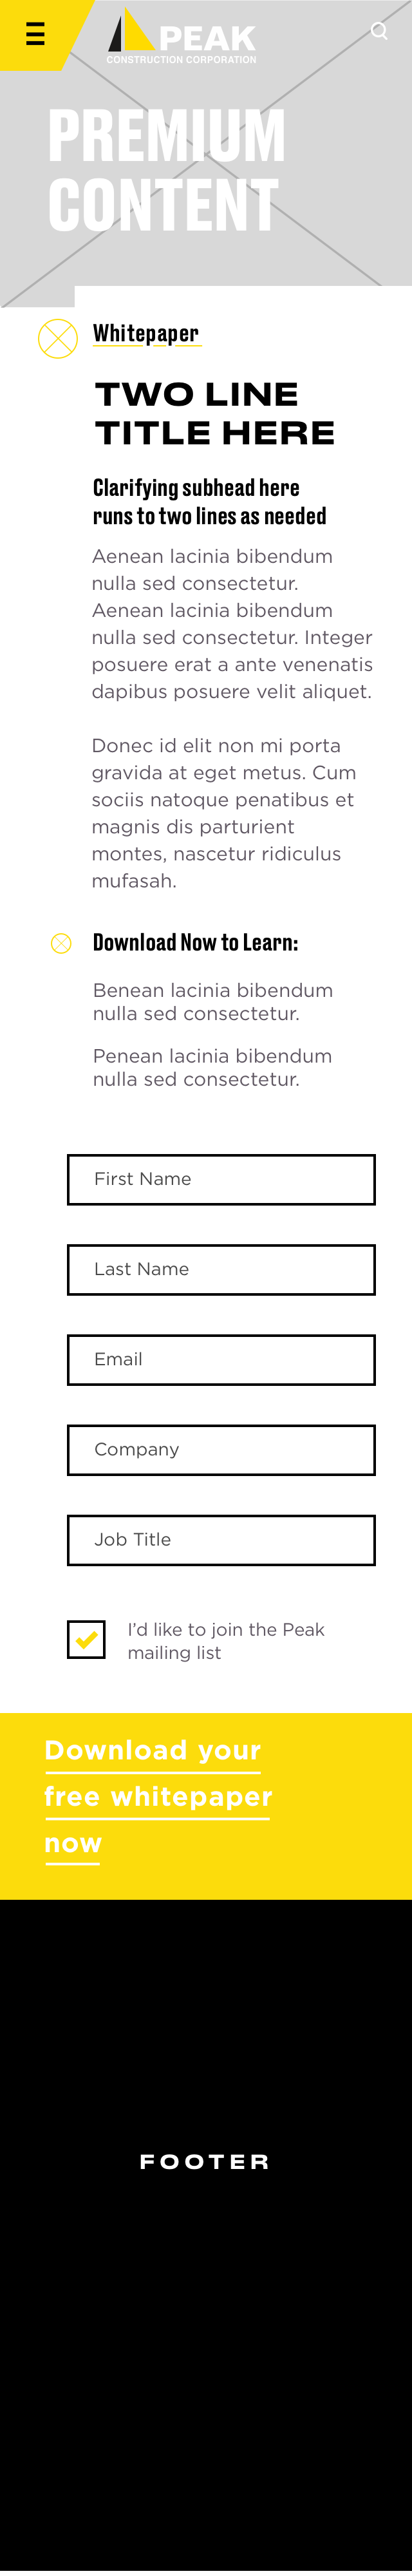 PEAK
CONSTRUCTION CORPORATION
PREMIUM
CONTENT
Whitepaper
TWO LINE
TITLE HERE
Clarifying subhead here
runs to two lines as needed
Aenean lacinia bibendum
nulla sed consectetur.
Aenean lacinia bibendum
nulla sed consectetur. Integer
posuere erat a ante venenatis
dapibus posuere velit aliquet.
Donec id elit non mi porta
gravida at eget metus. Cum
sociis natoque penatibus et
magnis dis parturient
montes, nascetur ridiculus
mufasah.
Download Now to Learn:
Benean lacinia bibendum
nulla sed consectetur.
Penean lacinia bibendum
nulla sed consectetur.
First Name
Last Name
Email
Company
Job Title
I’d like to join the Peak
mailing list
Download your
free whitepaper
now
FOOTER